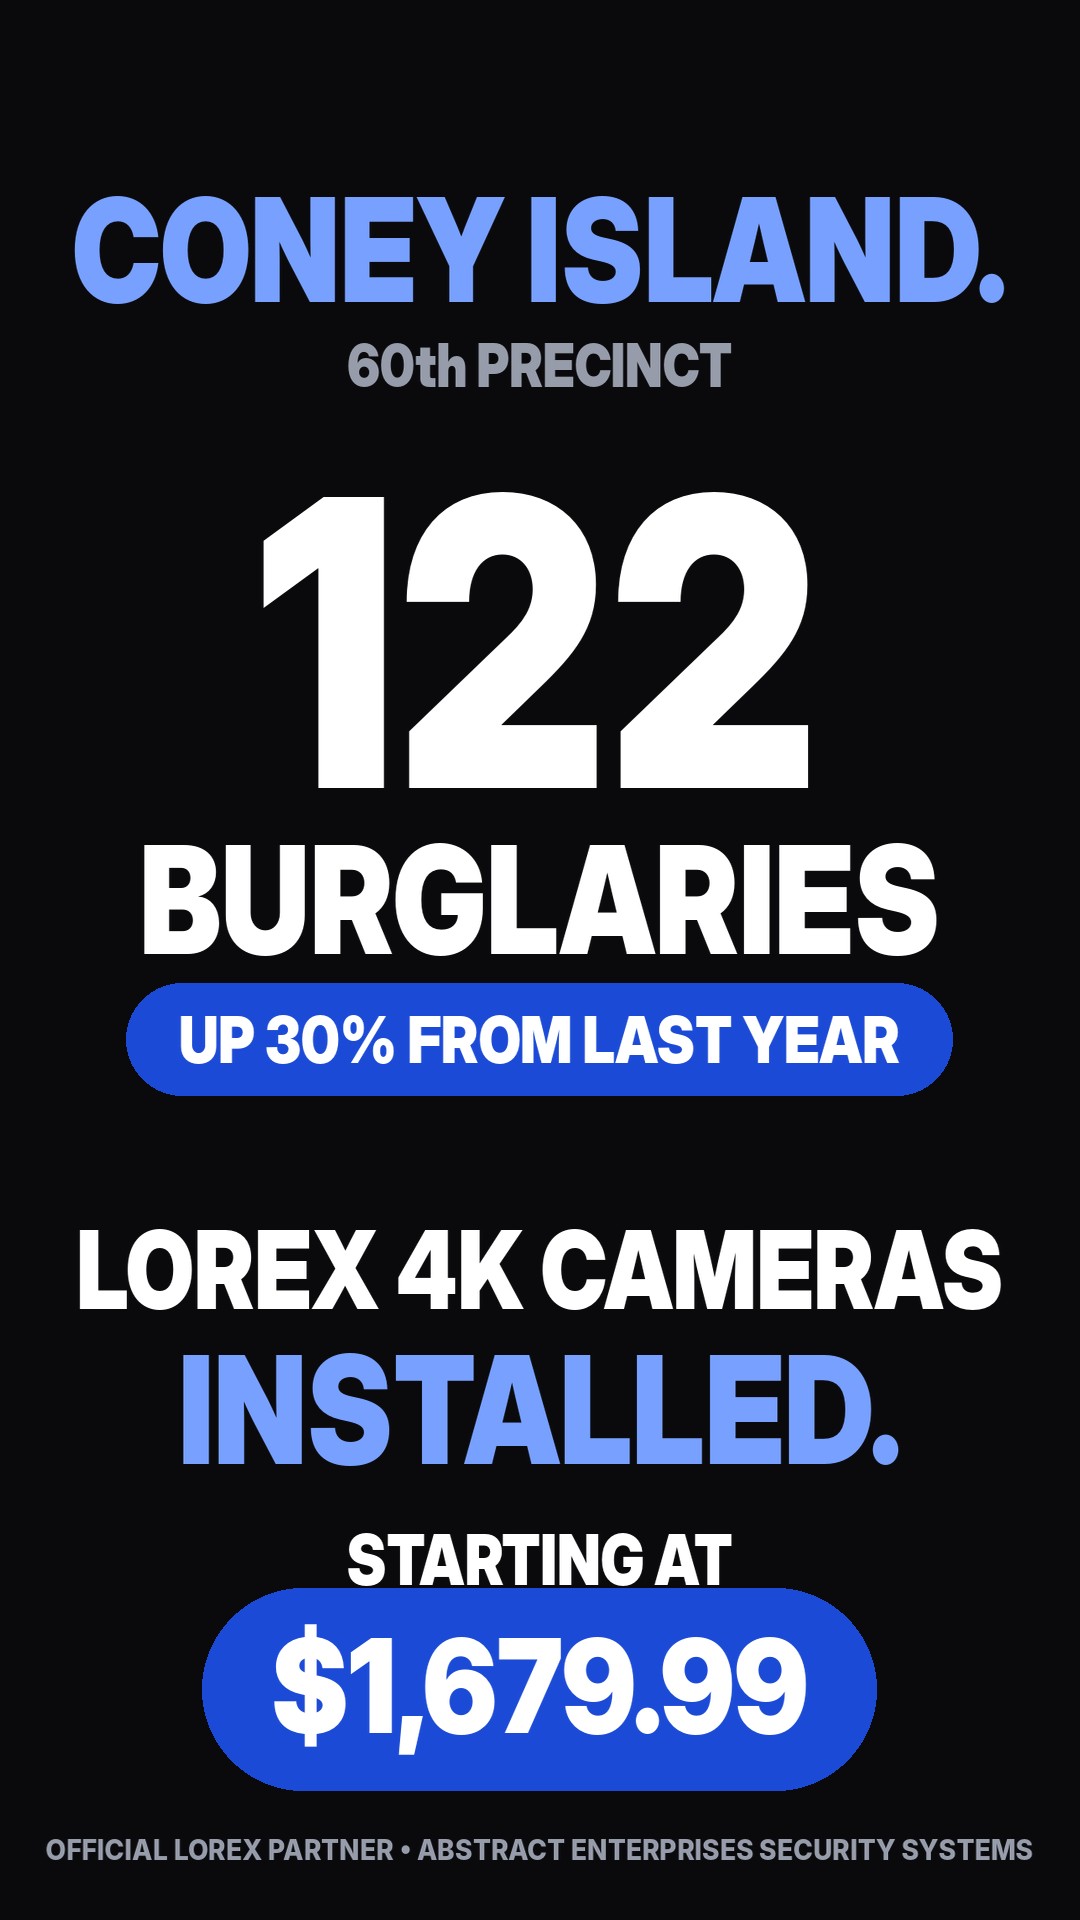 CONEY ISLAND.
60th PRECINCT
122
BURGLARIES
UP 30% FROM LAST YEAR
LOREX 4K CAMERAS
INSTALLED.
STARTING AT
$1,679.99
OFFICIAL LOREX PARTNER • ABSTRACT ENTERPRISES SECURITY SYSTEMS